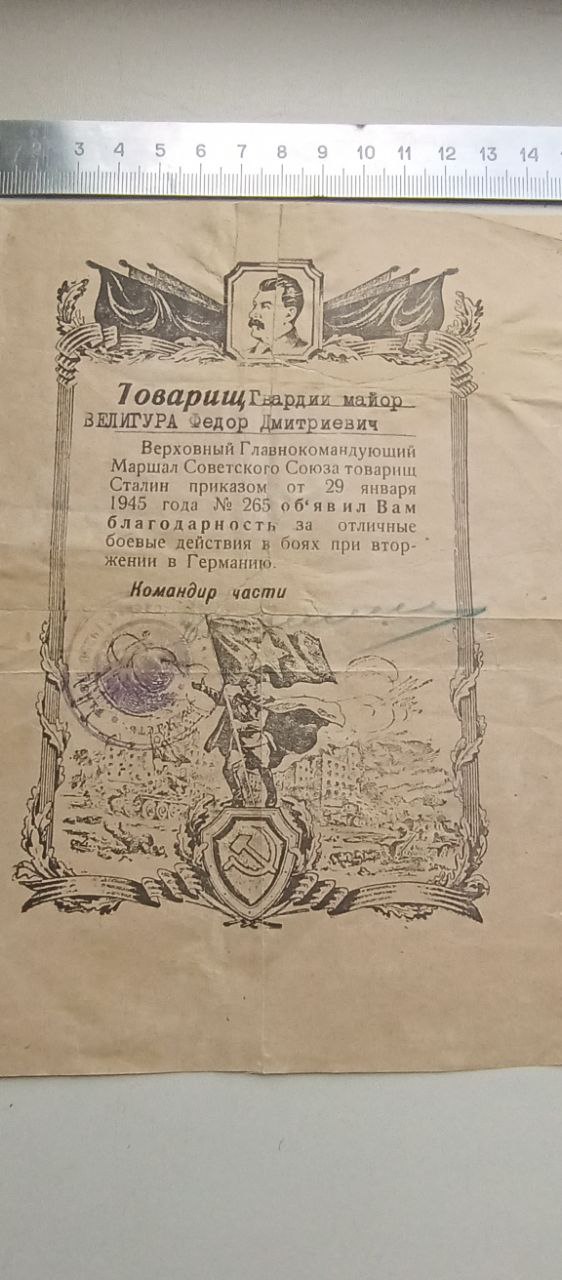 3 4 5 6 7 8 9 10 11 12 13 14
Товарищ Гвардии майор
ВЕЛИГУРА Федор Дмитриевич
Верховный Главнокомандующий
Маршал Советского Союза товарищ
Сталин приказом от 29 января
1945 года № 265 об‘явил Вам
благодарность за отличные
боевые действия в боях при втор-
жении в Германию.
Командир части